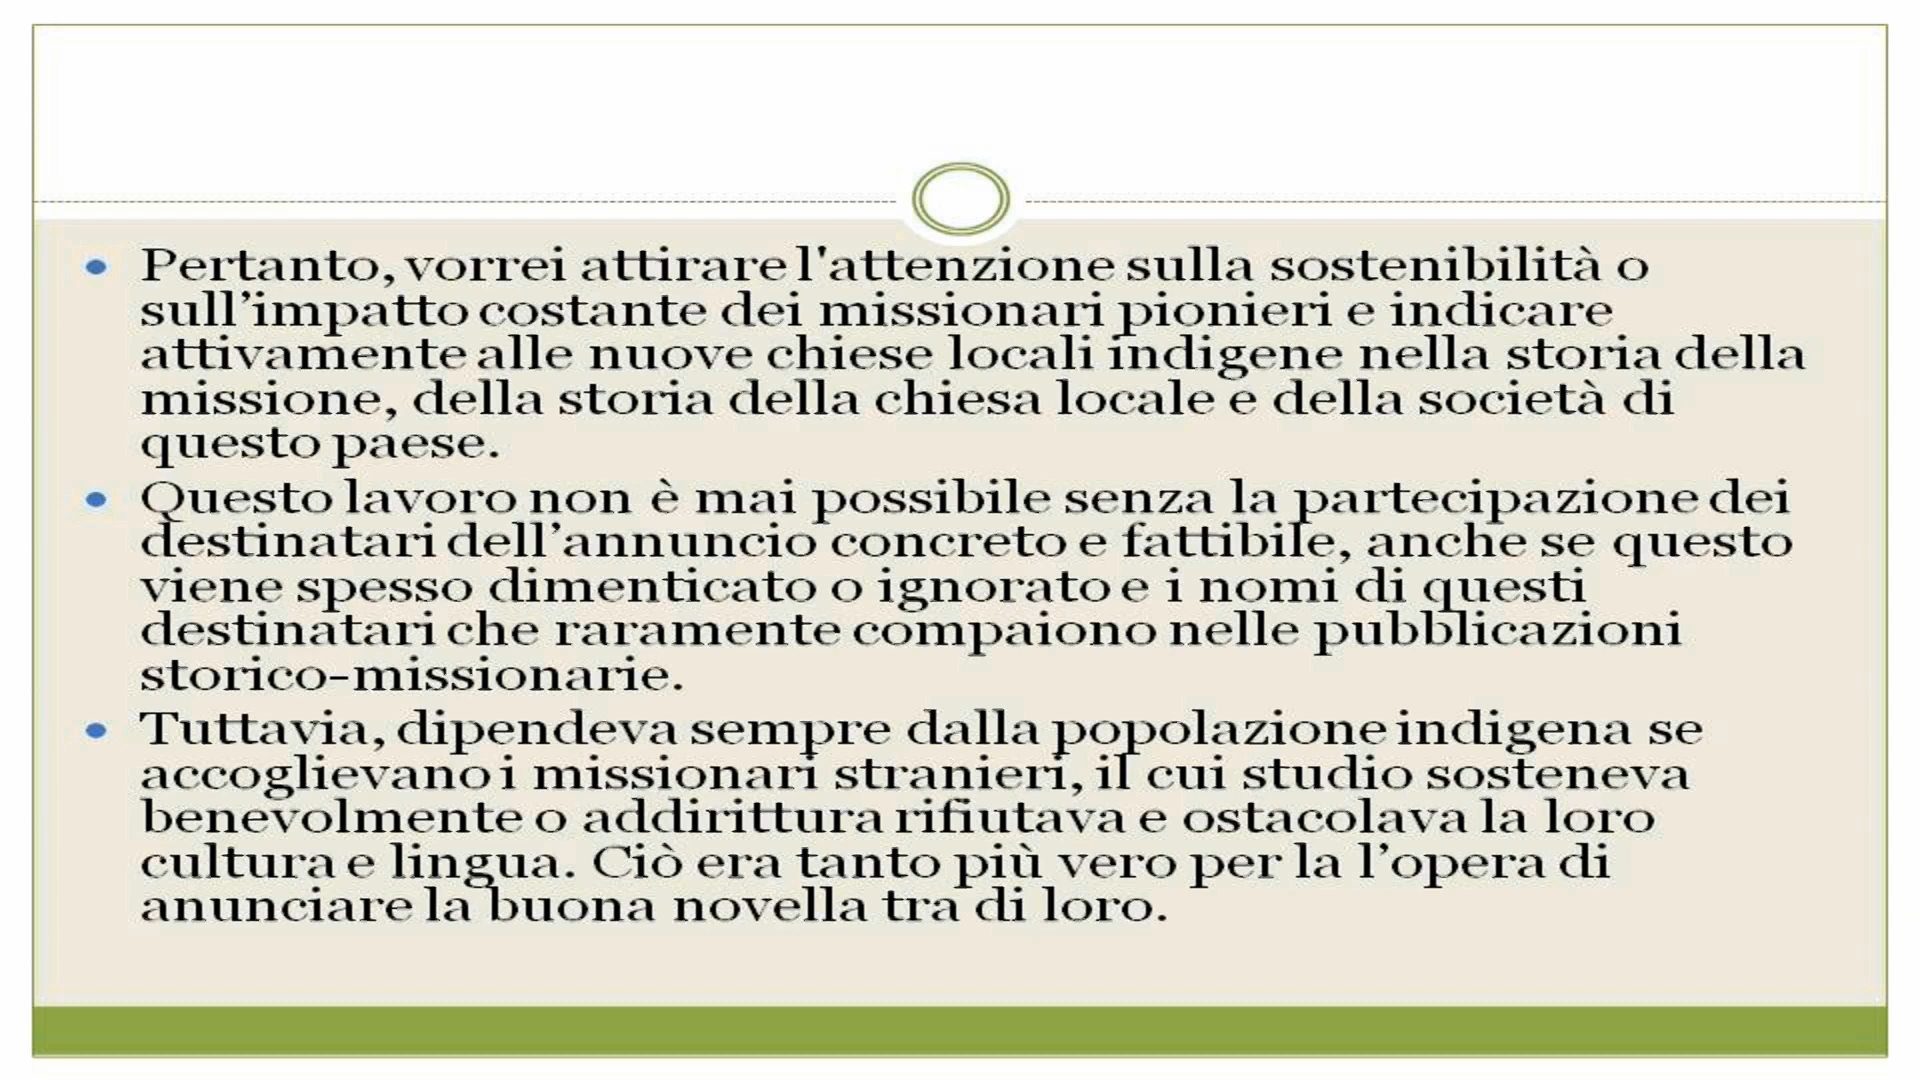 Pertanto, vorrei attirare l'attenzione sulla sostenibilità o
sull’impatto costante dei missionari pionieri e indicare
attivamente alle nuove chiese locali indigene nella storia della
missione, della storia della chiesa locale e della società di
questo paese.
Questo lavoro non è mai possibile senza la partecipazione dei
destinatari dell’annuncio concreto e fattibile, anche se questo
viene spesso dimenticato o ignorato e i nomi di questi
destinatari che raramente compaiono nelle pubblicazioni
storico-missionarie.
Tuttavia, dipendeva sempre dalla popolazione indigena se
accoglievano i missionari stranieri, il cui studio sosteneva
benevolmente o addirittura rifiutava e ostacolava la loro
cultura e lingua. Ciò era tanto più vero per la l’opera di
anunciare la buona novella tra di loro.